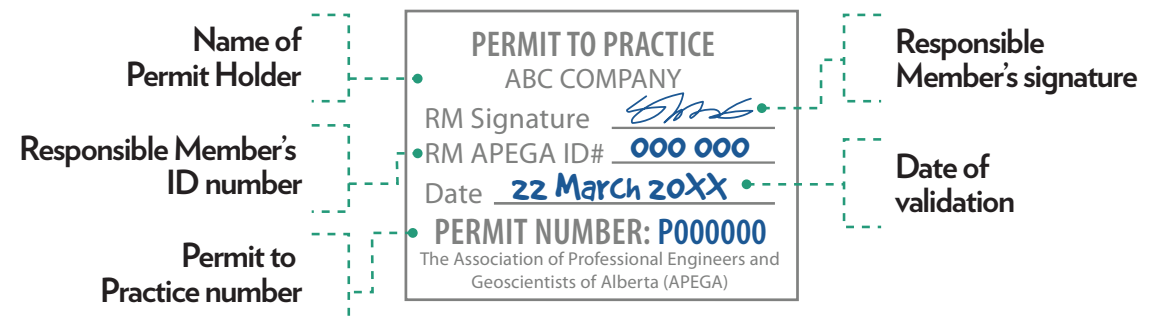 Name of
Permit Holder
Responsible Member's
ID number
Permit to
Practice number
PERMIT TO PRACTICE
ABC COMPANY
RM Signature
RM APEGA ID# 000 000
Date 22 March 20XX
PERMIT NUMBER: P000000
The Association of Professional Engineers and
Geoscientists of Alberta (APEGA)
Responsible
Member's signature
Date of
validation